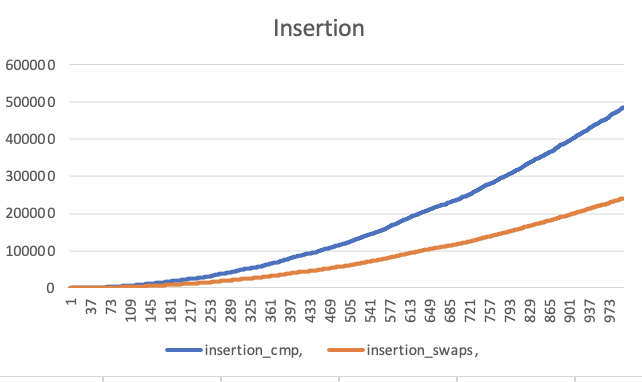 Insertion
600000
500000
400000
300000
200000
100000
0
1 37 73 109 145 181 217 253 289 325 361 397 433 469 505 541 577 613 649 685 721 757 793 829 865 901 937 973
insertion_cmp, insertion_swaps,